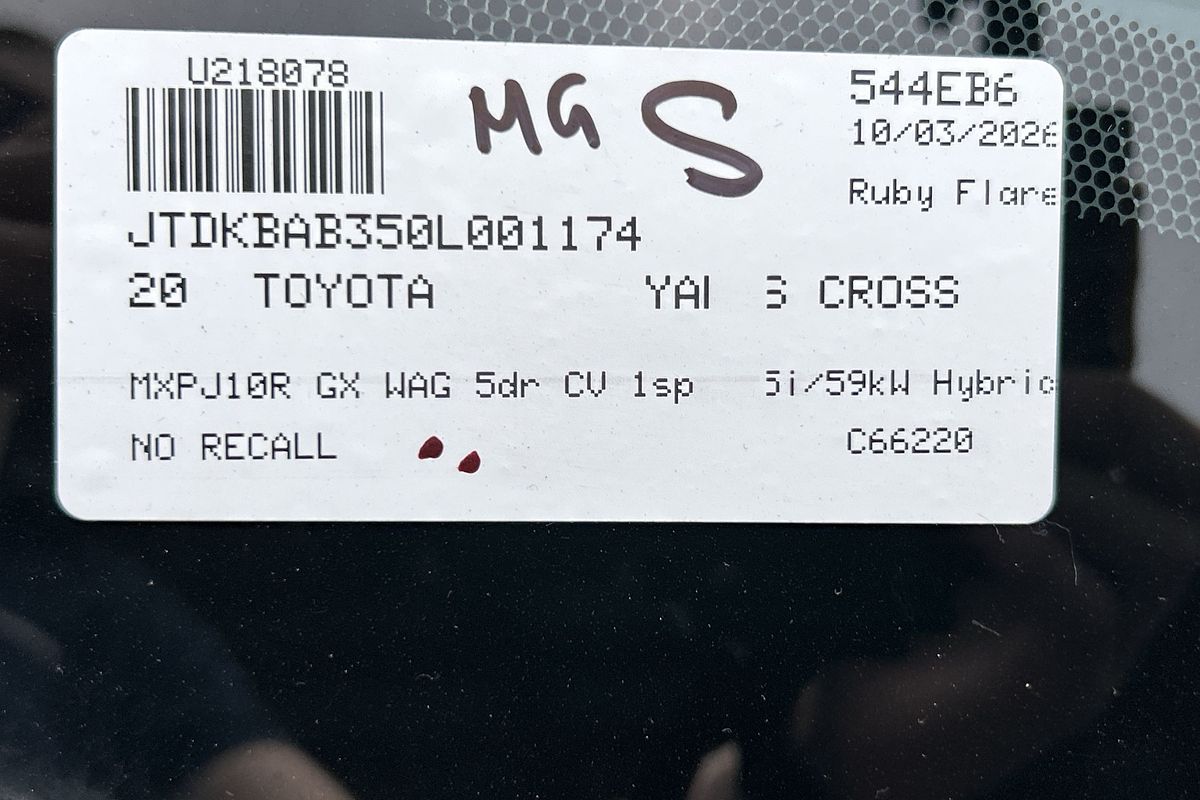 U218078
MG S
544EB6
10/03/2026
Ruby Flare
JTDKBAB350L001174
20 TOYOTA YAI S CROSS
MXPJ10R GX WAG 5dr CV 1sp 5i/59kW Hybric
NO RECALL
C66220